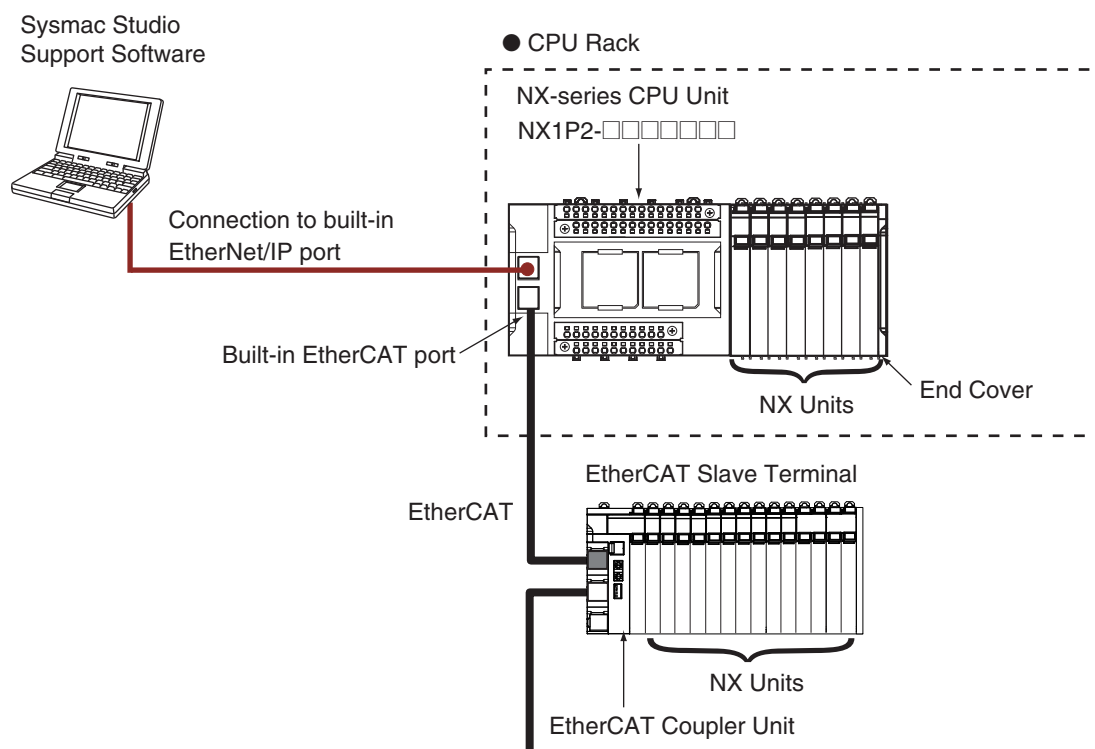 Sysmac Studio
Support Software
● CPU Rack
NX-series CPU Unit
NX1P2-□□□□□□□
Connection to built-in
EtherNet/IP port
Built-in EtherCAT port
End Cover
NX Units
EtherCAT Slave Terminal
EtherCAT
NX Units
EtherCAT Coupler Unit